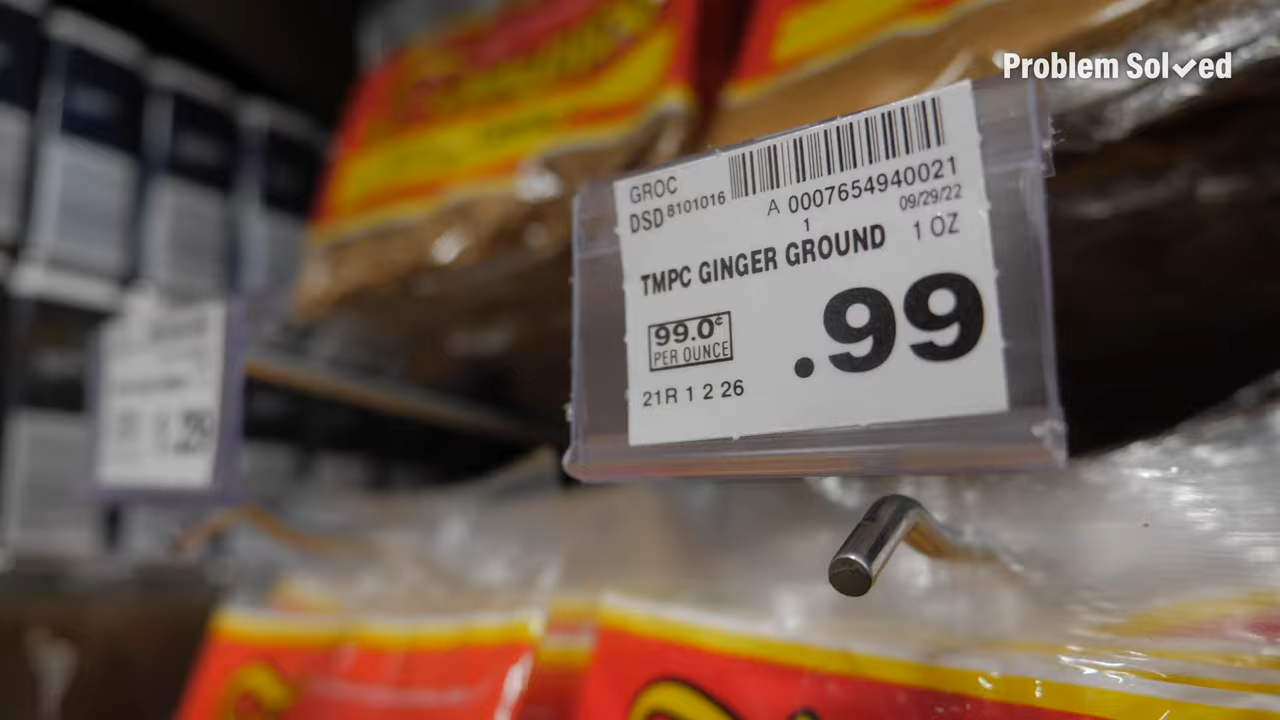 Problem Solved
GROC
DSD 8101016
A 0007654940021
1
09/29/22
TMPC GINGER GROUND 1 OZ
99.0¢
PER OUNCE
.99
21R 1 2 26